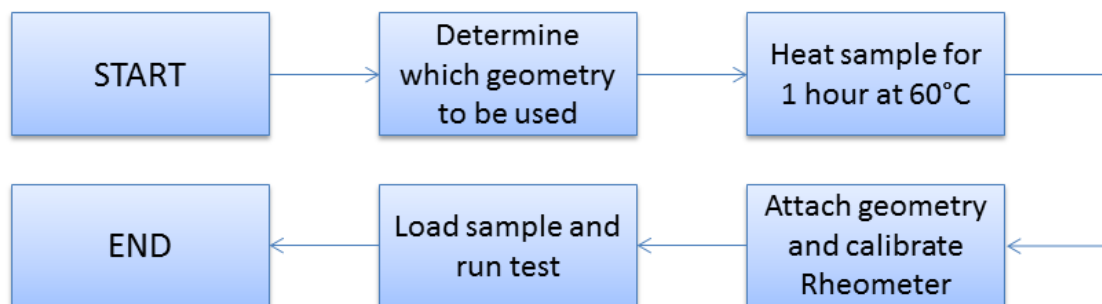 START
Determine
which geometry
to be used
Heat sample for
1 hour at 60°C
Attach geometry
and calibrate
Rheometer
Load sample and
run test
END